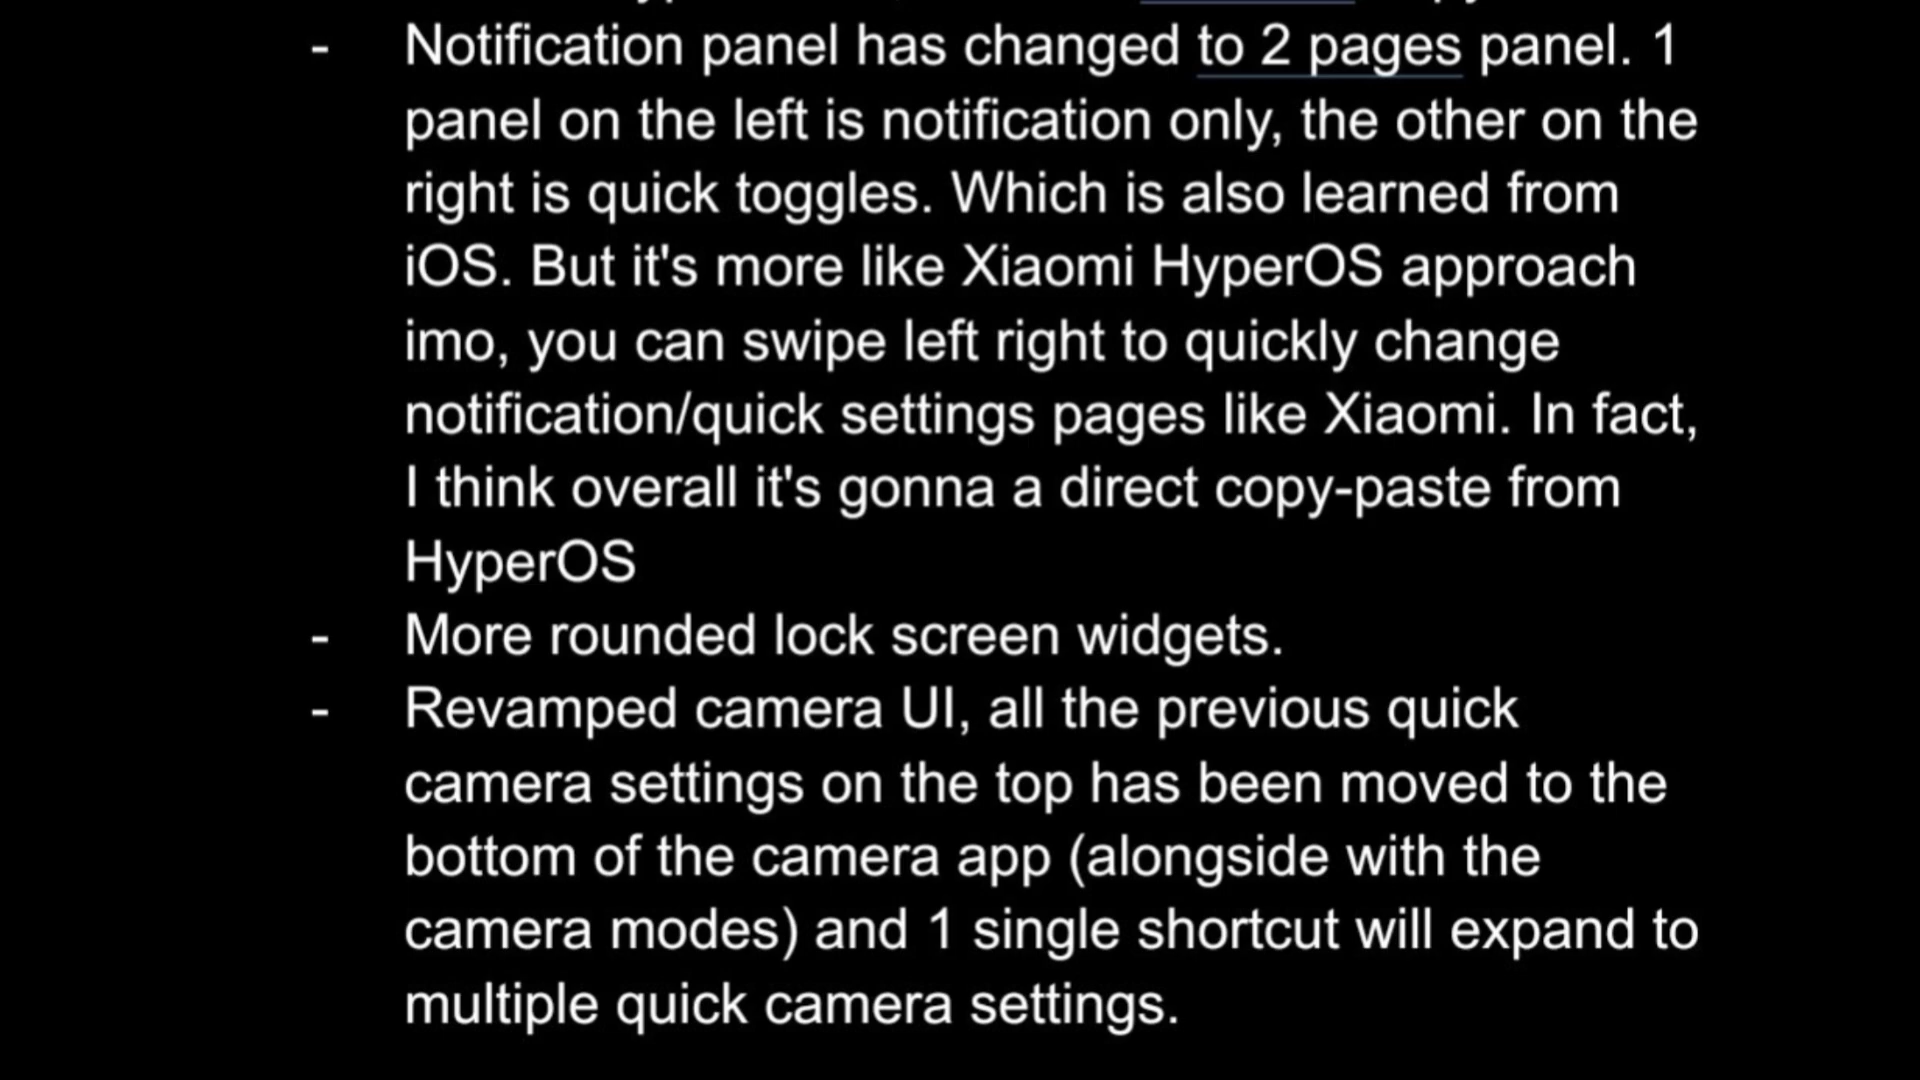 - Notification panel has changed to 2 pages panel. 1
panel on the left is notification only, the other on the
right is quick toggles. Which is also learned from
iOS. But it's more like Xiaomi HyperOS approach
imo, you can swipe left right to quickly change
notification/quick settings pages like Xiaomi. In fact,
I think overall it's gonna a direct copy-paste from
HyperOS
- More rounded lock screen widgets.
- Revamped camera UI, all the previous quick
camera settings on the top has been moved to the
bottom of the camera app (alongside with the
camera modes) and 1 single shortcut will expand to
multiple quick camera settings.